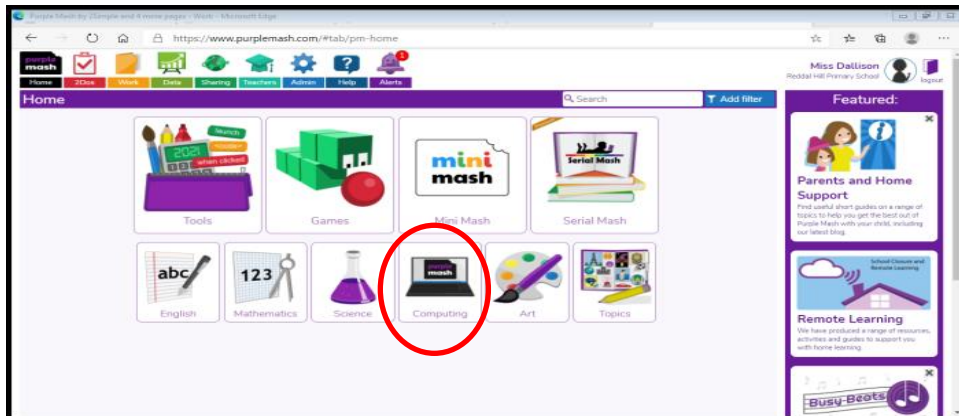 Purple Mash by 2Simple and 4 more pages - Work - Microsoft Edge
https://www.purplemash.com/#tab/pm-home
purple
mash
Home 2Dos Work Data Sharing Teachers Admin Help Alerts
1
Miss Dallison
Reddal Hill Primary School
logout
Home
Search
Add filter
Featured:
launch
2021
<code>
when clicked
Tools
Games
mini
mash
Mini Mash
Serial Mash
Serial Mash
abc
English
123
Mathematics
Science
purple
mash
Computing
Art
Topics
Parents and Home
Support
Find useful short guides on a range of
topics to help you get the best out of
Purple Mash with your child, including
our latest blog.
School Closure and
Remote Learning
Remote Learning
We have produced a range of resources,
activities and guides to support you
with home learning.
Busy Beats